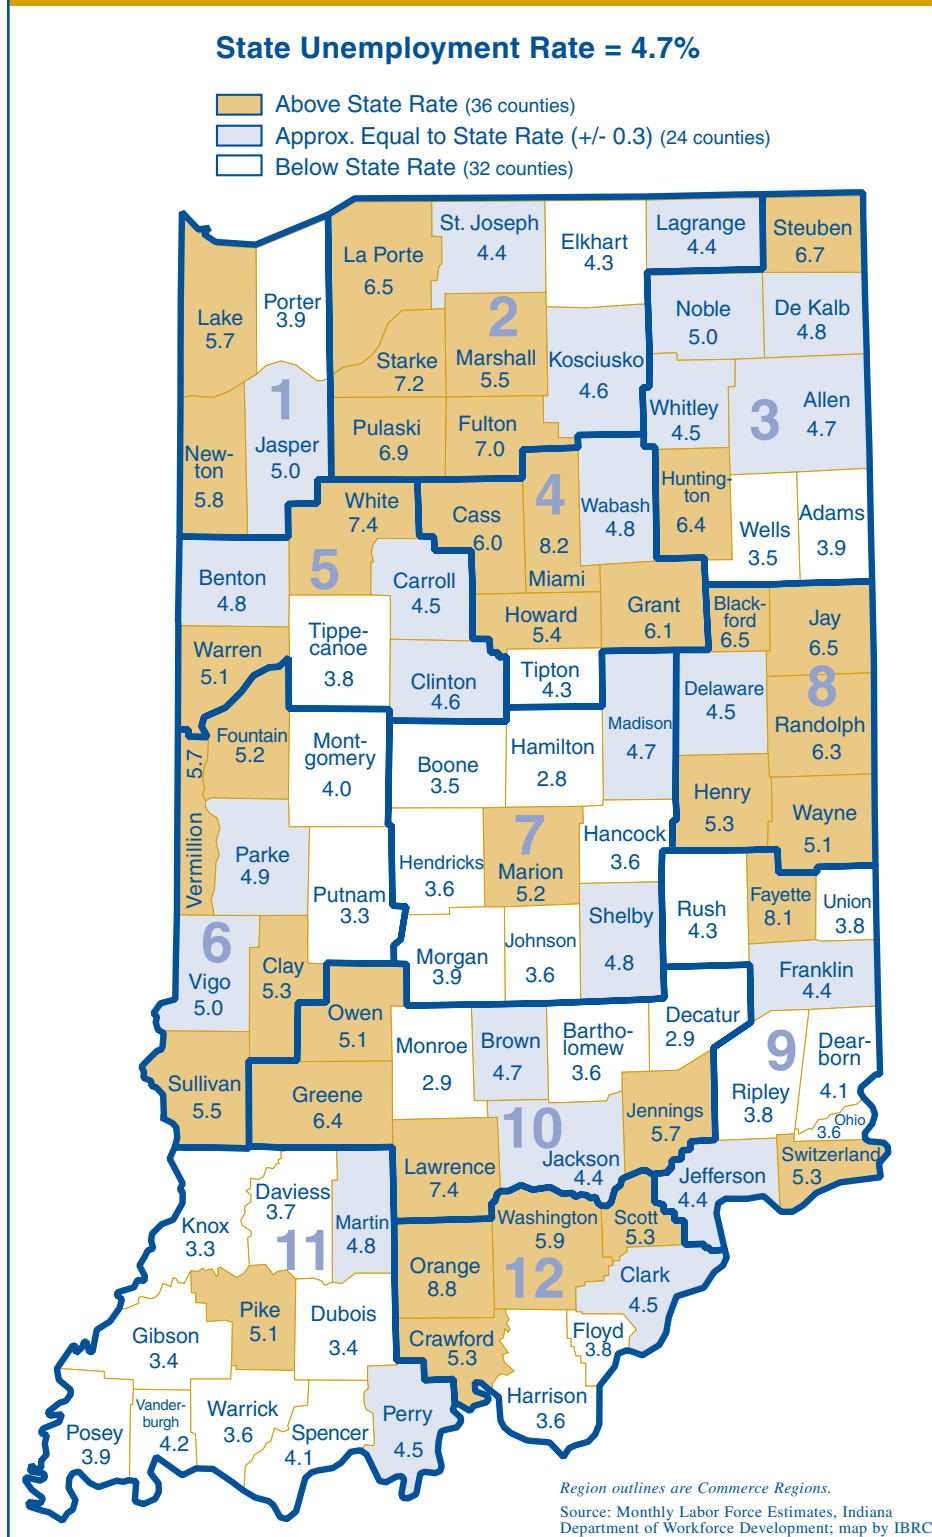 State Unemployment Rate = 4.7%
Above State Rate (36 counties)
Approx. Equal to State Rate (+/- 0.3) (24 counties)
Below State Rate (32 counties)
St. Joseph
4.4
Elkhart
4.3
Lagrange
4.4
Steuben
6.7
La Porte
6.5
Lake
5.7
Porter
3.9
2
Noble
5.0
De Kalb
4.8
Starke
7.2
Marshall
5.5
Kosciusko
4.6
1
Whitley
4.5
3
Allen
4.7
Pulaski
6.9
Fulton
7.0
New-
ton
5.8
Jasper
5.0
White
7.4
Cass
6.0
4
8.2
Miami
Wabash
4.8
Hunting-
ton
6.4
Wells
3.5
Adams
3.9
5
Benton
4.8
Carroll
4.5
Howard
5.4
Grant
6.1
Black-
ford
6.5
Jay
6.5
Warren
5.1
Tippe-
canoe
3.8
Clinton
4.6
Tipton
4.3
Delaware
4.5
8
Randolph
6.3
Fountain
5.2
Mont-
gomery
4.0
Boone
3.5
Hamilton
2.8
Madison
4.7
Henry
5.3
Wayne
5.1
Vermillion
5.7
Parke
4.9
Putnam
3.3
Hendricks
3.6
7
Marion
5.2
Hancock
3.6
Shelby
4.8
Rush
4.3
Fayette
8.1
Union
3.8
6
Vigo
5.0
Clay
5.3
Morgan
3.9
Johnson
3.6
Franklin
4.4
Owen
5.1
Monroe
2.9
Brown
4.7
Bartho-
lomew
3.6
Decatur
2.9
9
Ripley
3.8
Dear-
born
4.1
Ohio
3.6
Sullivan
5.5
Greene
6.4
10
Jackson
4.4
Jennings
5.7
Switzerland
5.3
Lawrence
7.4
Jefferson
4.4
Knox
3.3
Daviess
3.7
11
Martin
4.8
Washington
5.9
Scott
5.3
Orange
8.8
12
Clark
4.5
Pike
5.1
Dubois
3.4
Gibson
3.4
Crawford
5.3
Floyd
3.8
Harrison
3.6
Posey
3.9
Vander-
burgh
4.2
Warrick
3.6
Spencer
4.1
Perry
4.5
Region outlines are Commerce Regions.
Source: Monthly Labor Force Estimates, Indiana
Department of Workforce Development; map by IBRC